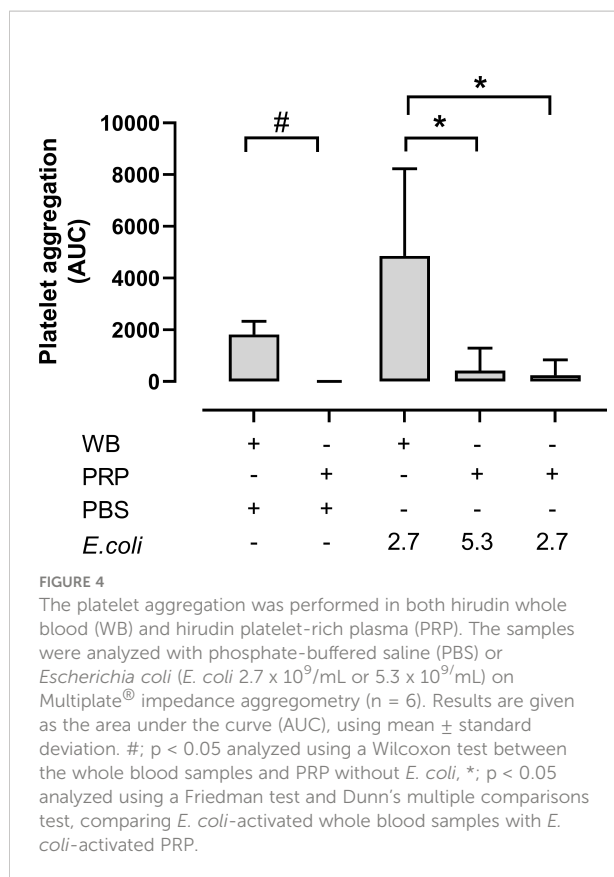 * 
# *
Platelet aggregation
(AUC)
10000
8000
6000
4000
2000
0
WB + - + - -
PRP - + - + +
PBS + + - - -
E.coli - - 2.7 5.3 2.7
FIGURE 4
The platelet aggregation was performed in both hirudin whole
blood (WB) and hirudin platelet-rich plasma (PRP). The samples
were analyzed with phosphate-buffered saline (PBS) or
Escherichia coli (E. coli 2.7 x 10⁹/mL or 5.3 x 10⁹ᐟmL) on
Multiplate® impedance aggregometry (n = 6). Results are given
as the area under the curve (AUC), using mean ± standard
deviation. #; p < 0.05 analyzed using a Wilcoxon test between
the whole blood samples and PRP without E. coli, *; p < 0.05
analyzed using a Friedman test and Dunn's multiple comparisons
test, comparing E. coli-activated whole blood samples with E.
coli-activated PRP.